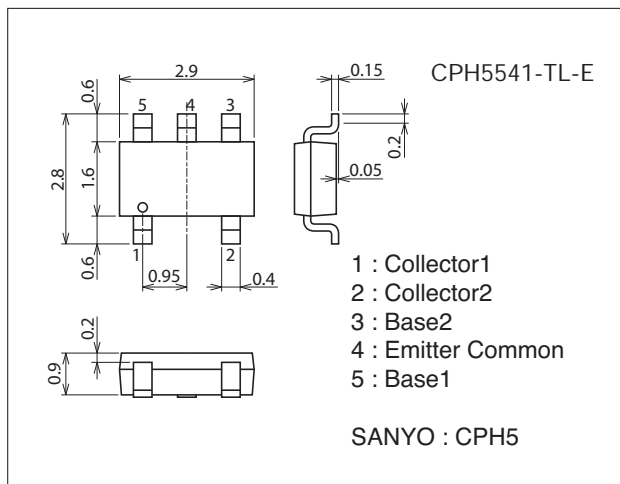 CPH5541-TL-E
2.9
0.15
0.6
5
4
3
0.2
2.8
1.6
0.05
0.6
1
2
0.95
0.4
0.2
0.9
1 : Collector1
2 : Collector2
3 : Base2
4 : Emitter Common
5 : Base1
SANYO : CPH5